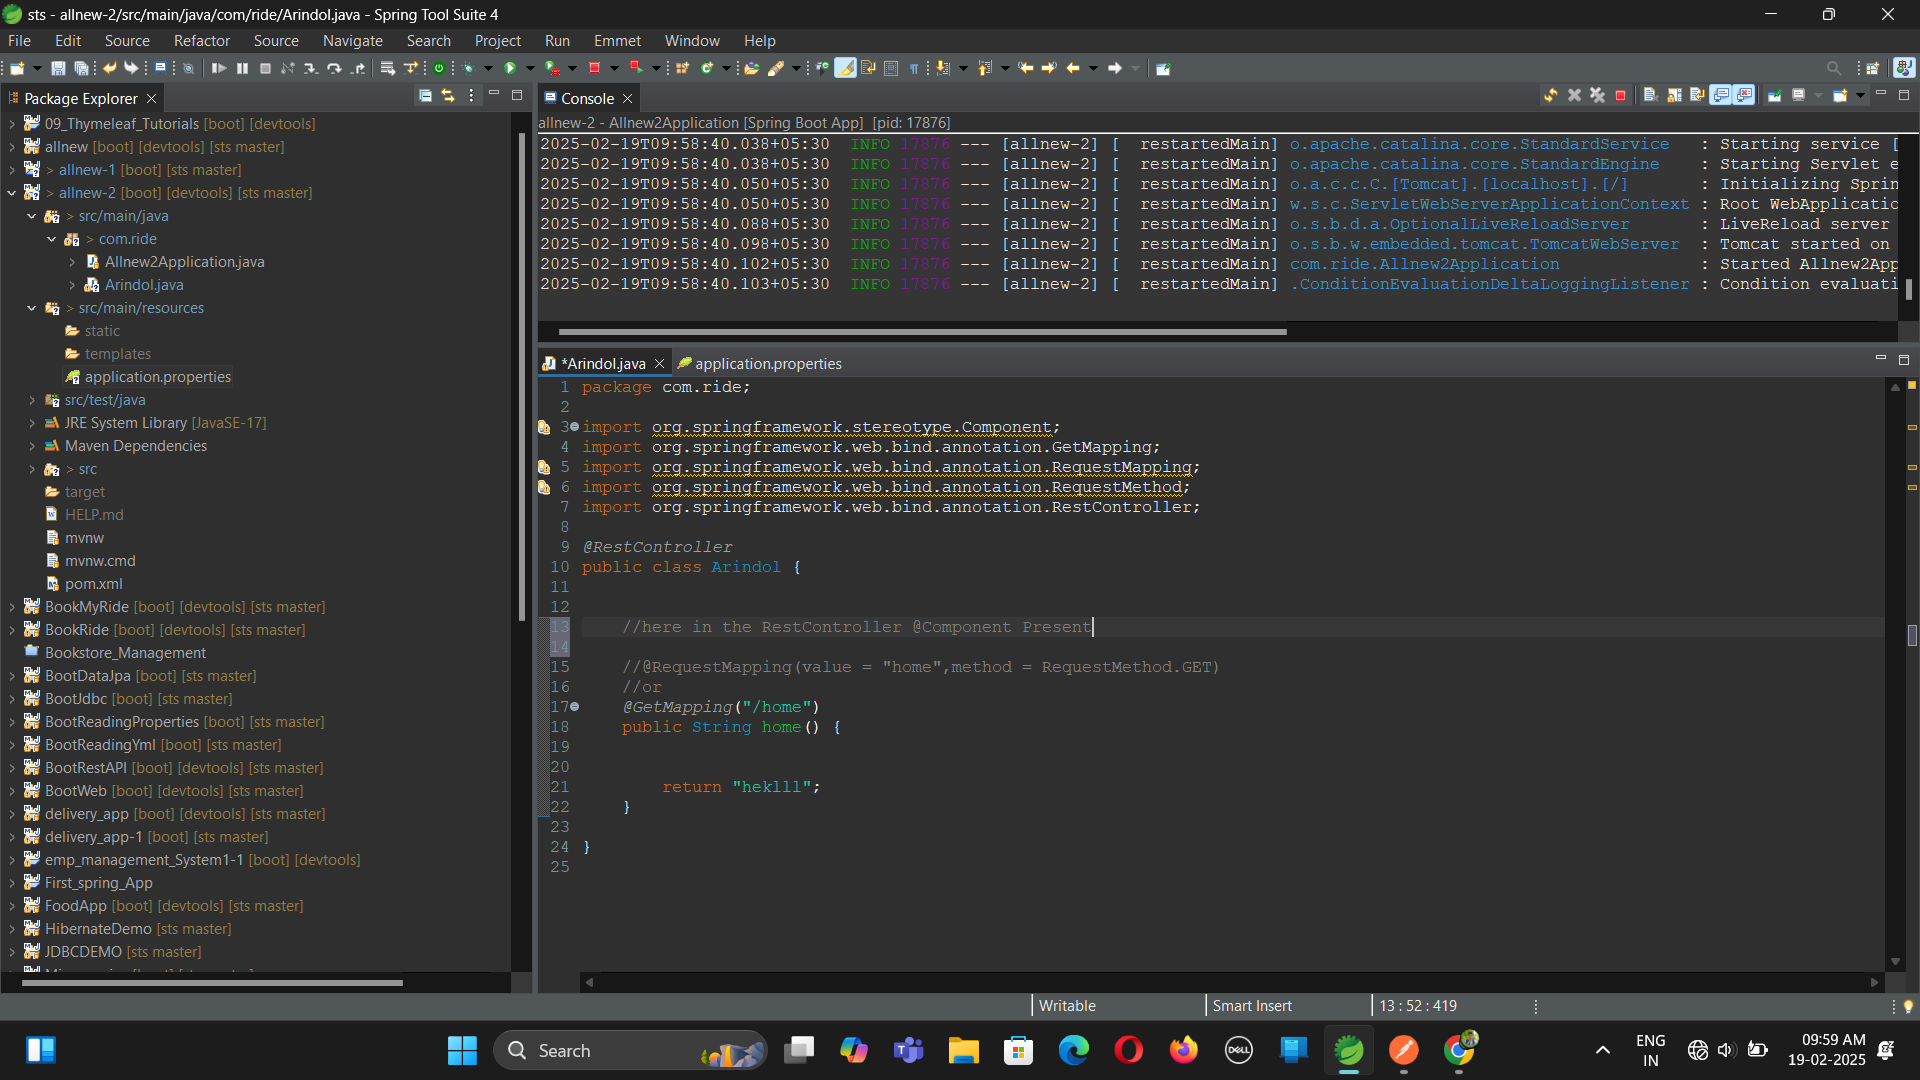 sts - allnew-2/src/main/java/com/ride/Arindol.java - Spring Tool Suite 4
File Edit Source Refactor Source Navigate Search Project Run Emmet Window Help
Package Explorer
09_Thymeleaf_Tutorials [boot] [devtools]
allnew [boot] [devtools] [sts master]
> allnew-1 [boot] [sts master]
> allnew-2 [boot] [devtools] [sts master]
> src/main/java
> com.ride
Allnew2Application.java
Arindol.java
> src/main/resources
static
templates
application.properties
src/test/java
JRE System Library [JavaSE-17]
Maven Dependencies
> src
target
HELP.md
mvnw
mvnw.cmd
pom.xml
BookMyRide [boot] [devtools] [sts master]
BookRide [boot] [devtools] [sts master]
Bookstore_Management
BootDataJpa [boot] [sts master]
BootJdbc [boot] [sts master]
BootReadingProperties [boot] [sts master]
BootReadingYml [boot] [sts master]
BootRestAPI [boot] [devtools] [sts master]
BootWeb [boot] [devtools] [sts master]
delivery_app [boot] [devtools] [sts master]
delivery_app-1 [boot] [sts master]
emp_management_System1-1 [boot] [devtools]
First_spring_App
FoodApp [boot] [devtools] [sts master]
HibernateDemo [sts master]
JDBCDEMO [sts master]
Console
allnew-2 - Allnew2Application [Spring Boot App] [pid: 17876]
2025-02-19T09:58:40.038+05:30 INFO 17876 --- [allnew-2] [ restartedMain] o.apache.catalina.core.StandardService : Starting service [
2025-02-19T09:58:40.038+05:30 INFO 17876 --- [allnew-2] [ restartedMain] o.apache.catalina.core.StandardEngine : Starting Servlet e
2025-02-19T09:58:40.050+05:30 INFO 17876 --- [allnew-2] [ restartedMain] o.a.c.c.C.[Tomcat].[localhost].[/] : Initializing Sprin
2025-02-19T09:58:40.050+05:30 INFO 17876 --- [allnew-2] [ restartedMain] w.s.c.ServletWebServerApplicationContext : Root WebApplicatio
2025-02-19T09:58:40.088+05:30 INFO 17876 --- [allnew-2] [ restartedMain] o.s.b.d.a.OptionalLiveReloadServer : LiveReload server
2025-02-19T09:58:40.098+05:30 INFO 17876 --- [allnew-2] [ restartedMain] o.s.b.w.embedded.tomcat.TomcatWebServer : Tomcat started on
2025-02-19T09:58:40.102+05:30 INFO 17876 --- [allnew-2] [ restartedMain] com.ride.Allnew2Application : Started Allnew2App
2025-02-19T09:58:40.103+05:30 INFO 17876 --- [allnew-2] [ restartedMain] .ConditionEvaluationDeltaLoggingListener : Condition evaluati
*Arindol.java application.properties
1 package com.ride;
2
3 import org.springframework.stereotype.Component;
4 import org.springframework.web.bind.annotation.GetMapping;
5 import org.springframework.web.bind.annotation.RequestMapping;
6 import org.springframework.web.bind.annotation.RequestMethod;
7 import org.springframework.web.bind.annotation.RestController;
8
9 @RestController
10 public class Arindol {
11
12
13 //here in the RestController @Component Present
14
15 //@RequestMapping(value = "home",method = RequestMethod.GET)
16 //or
17 @GetMapping("/home")
18 public String home() {
19
20
21 return "heklll";
22 }
23
24 }
25
Writable Smart Insert 13 : 52 : 419
Search
DELL
ENG
IN
09:59 AM
19-02-2025